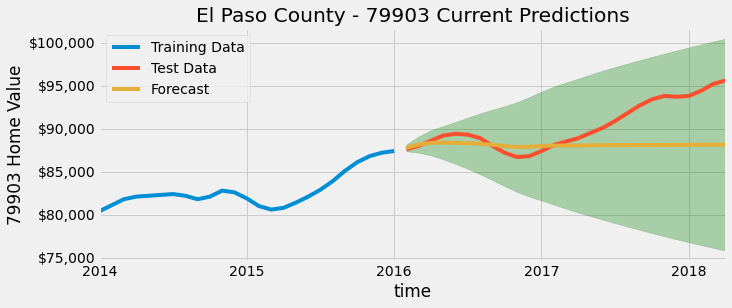 El Paso County - 79903 Current Predictions
Training Data
Test Data
Forecast
79903 Home Value
$100,000
$95,000
$90,000
$85,000
$80,000
$75,000
2014
2015
2016
2017
2018
time